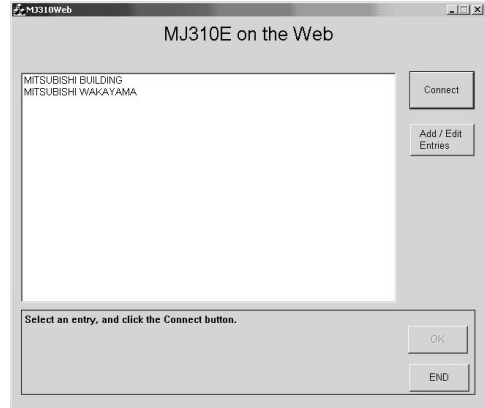 MJ310Web
MJ310E on the Web
MITSUBISHI BUILDING
MITSUBISHI WAKAYAMA
Connect
Add / Edit
Entries
Select an entry, and click the Connect button.
OK
END